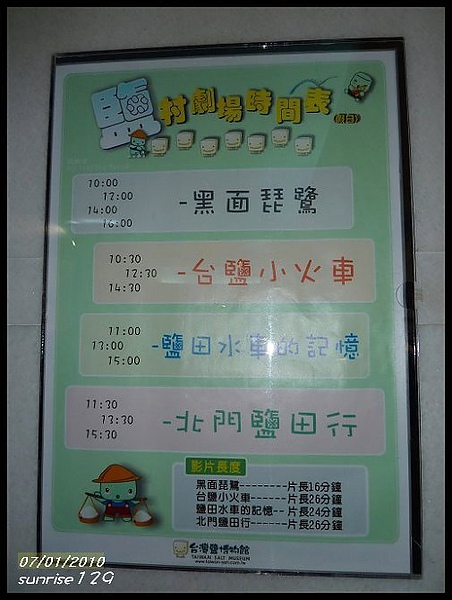 鹽村劇場時間表(假日)
10:00
12:00
14:00
16:00
-黑面琵鷺
10:30
12:30
14:30
-台鹽小火車
11:00
13:00
15:00
-鹽田水車的記憶
11:30
13:30
15:30
-北門鹽田行
影片長度
黑面琵鷺---------片長16分鐘
台鹽小火車------片長26分鐘
鹽田水車的記憶--片長24分鐘
北門鹽田行------片長26分鐘
台灣鹽博物館
TAIWAN SALT MUSEUM
www.taiwan-salt.com.tw
07/01/2010
sunrise129